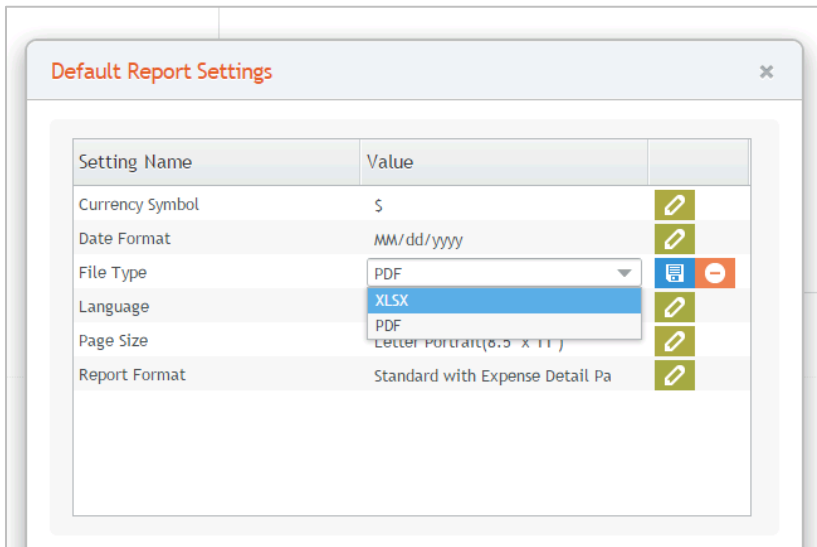 Default Report Settings
Setting Name Value
Currency Symbol $
Date Format MM/dd/yyyy
File Type PDF
XLSX
Language
PDF
Page Size Letter Portrait(8.5 x 11 )
Report Format Standard with Expense Detail Pa